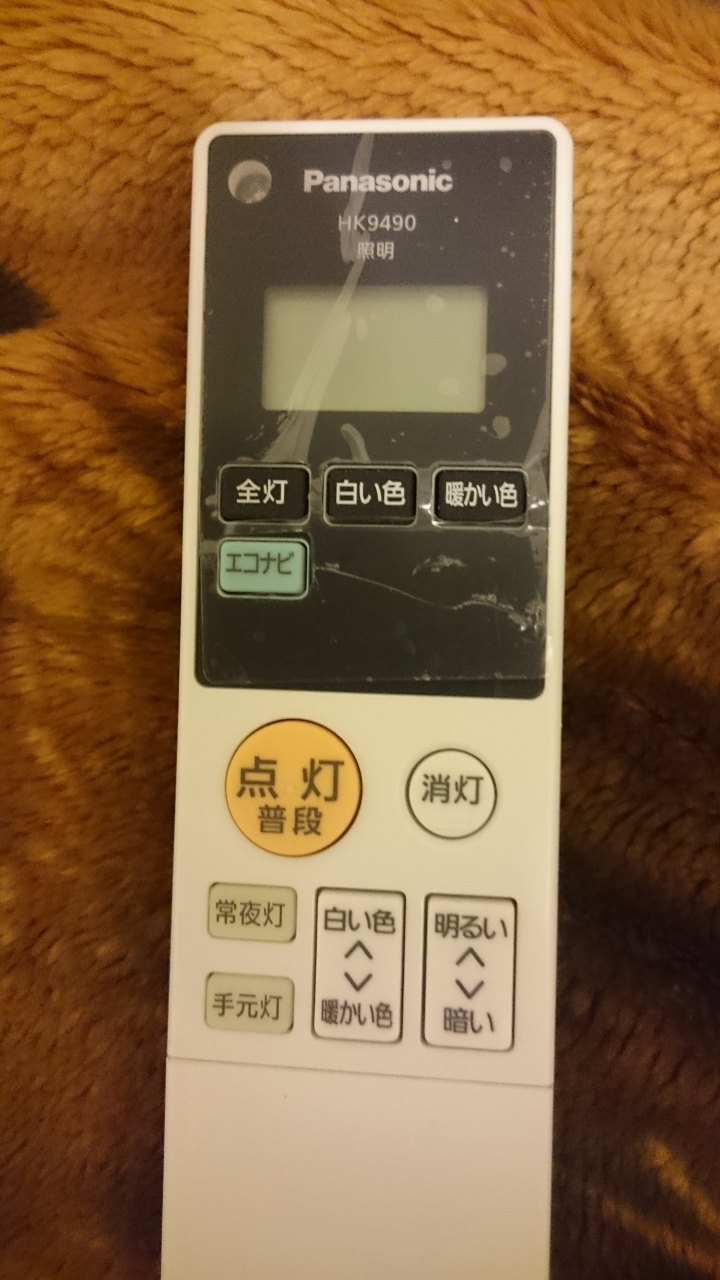 Panasonic
HK9490
照明
全灯
白い色
暖かい色
エコナビ
点灯
普段
消灯
常夜灯
手元灯
白い色
暖かい色
明るい
暗い